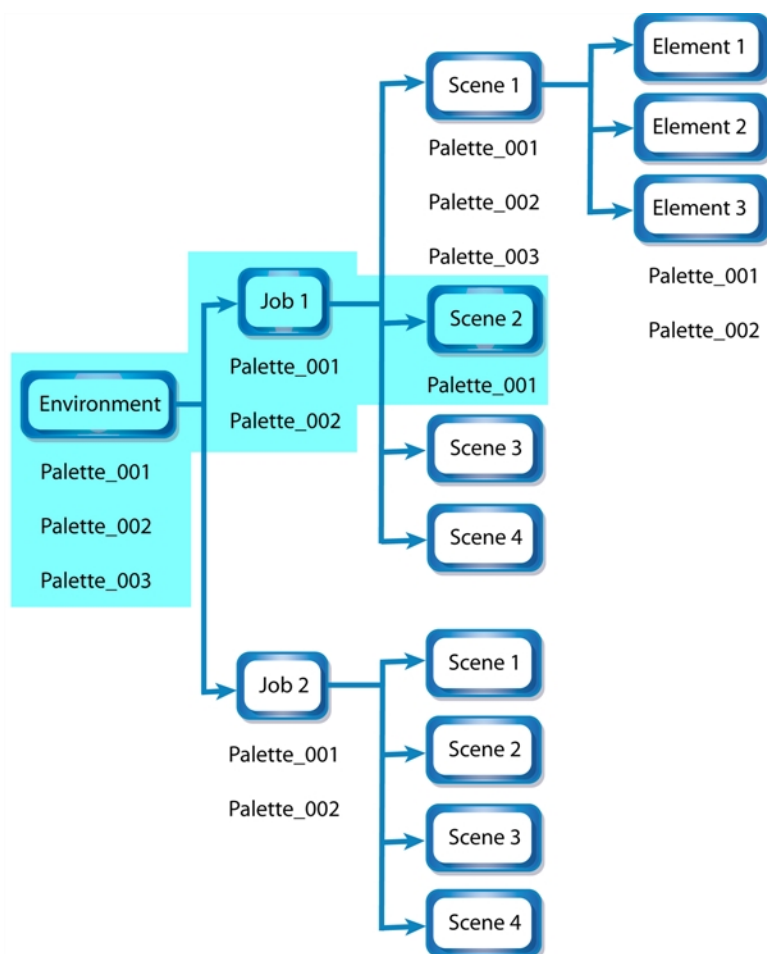 Environment
Palette_001
Palette_002
Palette_003
Job 1
Palette_001
Palette_002
Scene 1
Palette_001
Palette_002
Palette_003
Element 1
Element 2
Element 3
Palette_001
Palette_002
Scene 2
Palette_001
Scene 3
Scene 4
Job 2
Palette_001
Palette_002
Scene 1
Scene 2
Scene 3
Scene 4